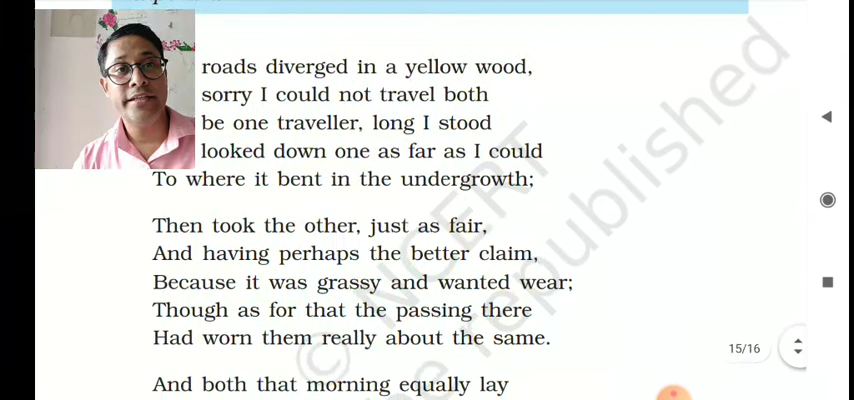 roads diverged in a yellow wood,
sorry I could not travel both
be one traveller, long I stood
looked down one as far as I could
To where it bent in the undergrowth;
Then took the other, just as fair,
And having perhaps the better claim,
Because it was grassy and wanted wear;
Though as for that the passing there
Had worn them really about the same.
And both that morning equally lay
© NCERT
be republished
15/16